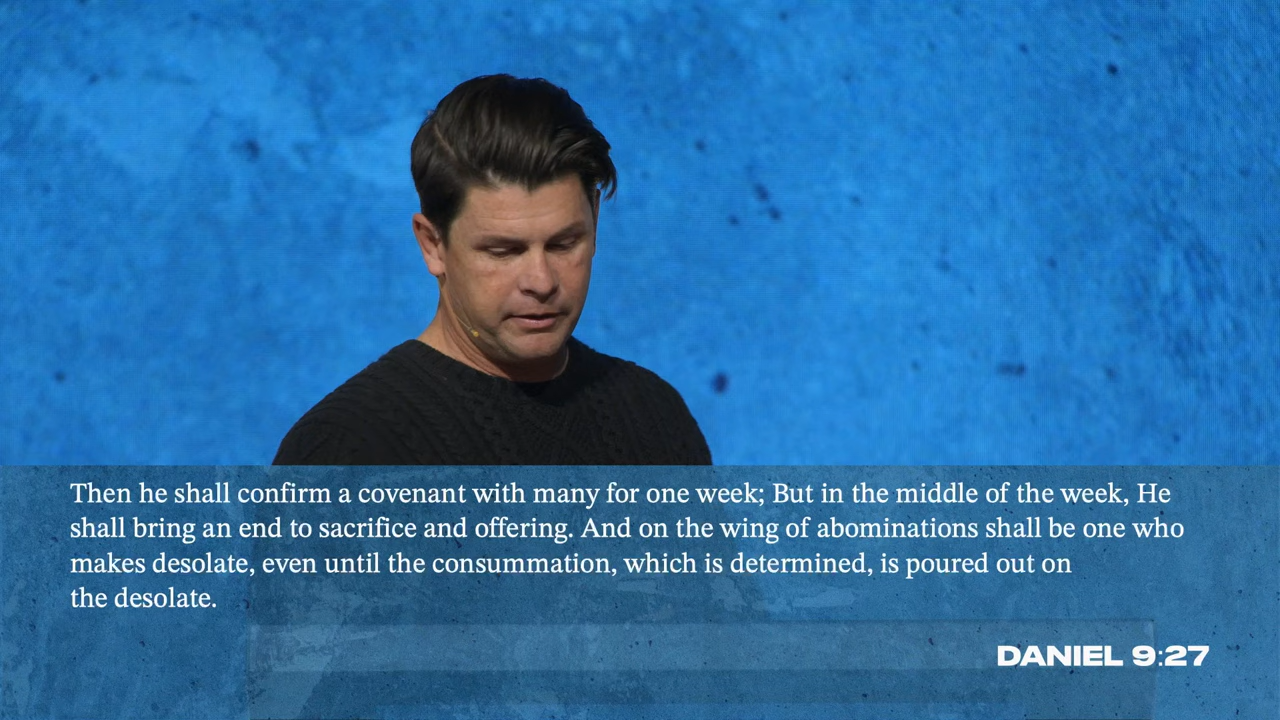 Then he shall confirm a covenant with many for one week; But in the middle of the week, He
shall bring an end to sacrifice and offering. And on the wing of abominations shall be one who
makes desolate, even until the consummation, which is determined, is poured out on
the desolate.
DANIEL 9:27